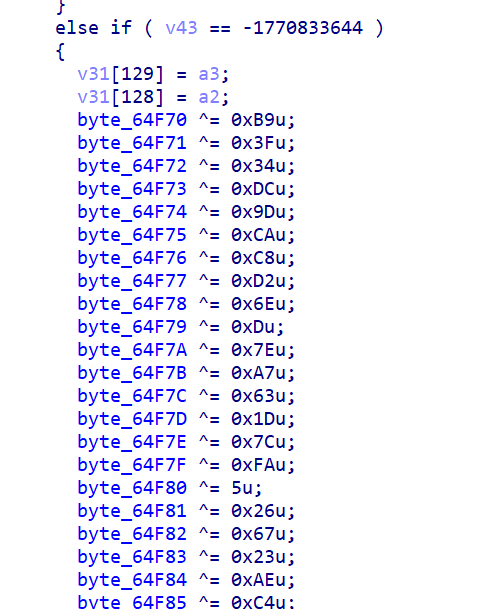 }
else if ( v43 == -1770833644 )
{
v31[129] = a3;
v31[128] = a2;
byte_64F70 ^= 0xB9u;
byte_64F71 ^= 0x3Fu;
byte_64F72 ^= 0x34u;
byte_64F73 ^= 0xDCu;
byte_64F74 ^= 0x9Du;
byte_64F75 ^= 0xCAu;
byte_64F76 ^= 0xC8u;
byte_64F77 ^= 0xD2u;
byte_64F78 ^= 0x6Eu;
byte_64F79 ^= 0xDu;
byte_64F7A ^= 0x7Eu;
byte_64F7B ^= 0xA7u;
byte_64F7C ^= 0x63u;
byte_64F7D ^= 0x1Du;
byte_64F7E ^= 0x7Cu;
byte_64F7F ^= 0xFAu;
byte_64F80 ^= 5u;
byte_64F81 ^= 0x26u;
byte_64F82 ^= 0x67u;
byte_64F83 ^= 0x23u;
byte_64F84 ^= 0xAEu;
byte_64F85 ^= 0xC4u;